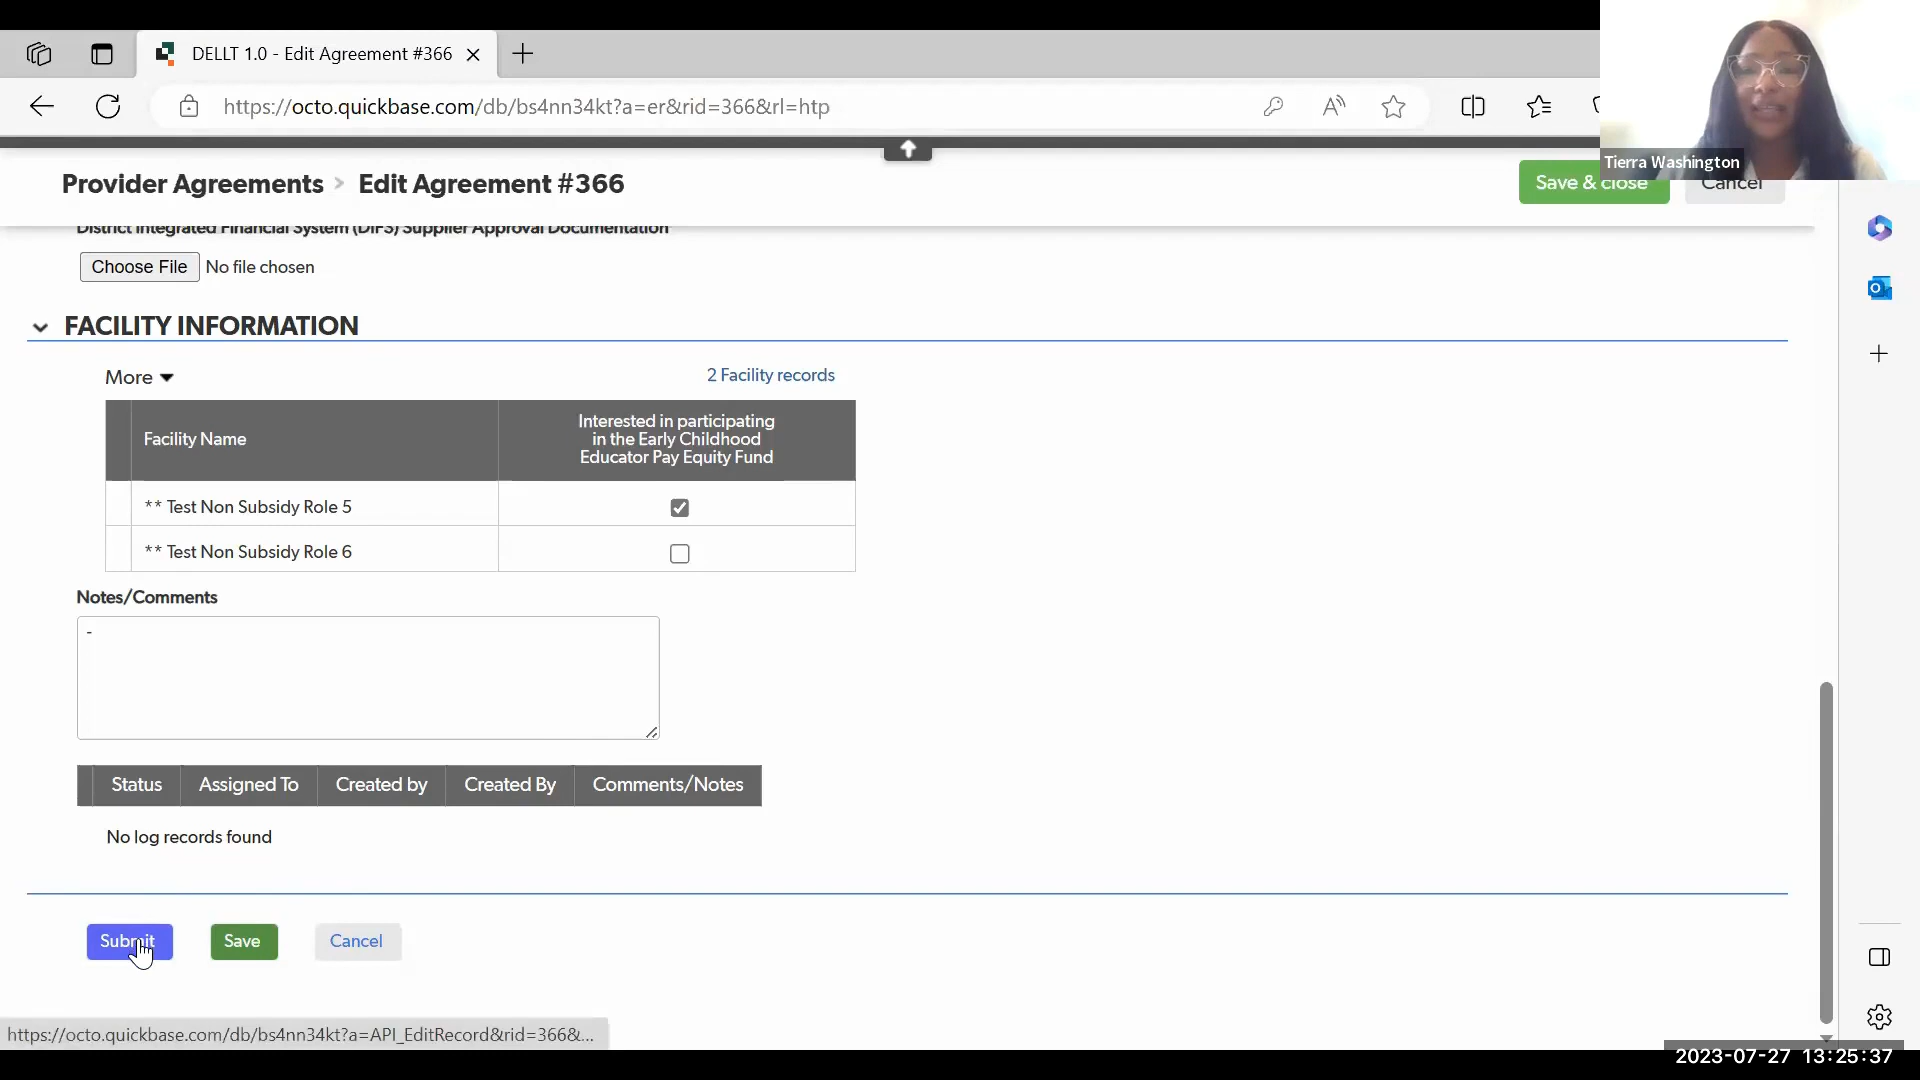 DELLT 1.0 - Edit Agreement #366
https://octo.quickbase.com/db/bs4nn34kt?a=er&rid=366&rl=htp
Tierra Washington
Provider Agreements > Edit Agreement #366
Save & close
Cancel
District Integrated Financial System (DIFS) Supplier Approval Documentation
Choose File No file chosen
FACILITY INFORMATION
More
2 Facility records
Facility Name
Interested in participating
in the Early Childhood
Educator Pay Equity Fund
** Test Non Subsidy Role 5
** Test Non Subsidy Role 6
Notes/Comments
-
Status Assigned To Created by Created By Comments/Notes
No log records found
Submit Save Cancel
https://octo.quickbase.com/db/bs4nn34kt?a=API_EditRecord&rid=366&...
2023-07-27 13:25:37